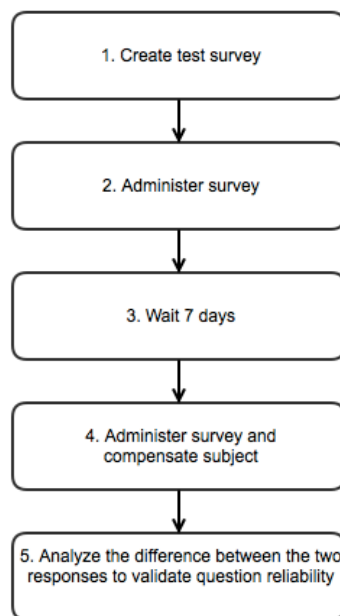 1. Create test survey
2. Administer survey
3. Wait 7 days
4. Administer survey and
compensate subject
5. Analyze the difference between the two
responses to validate question reliability